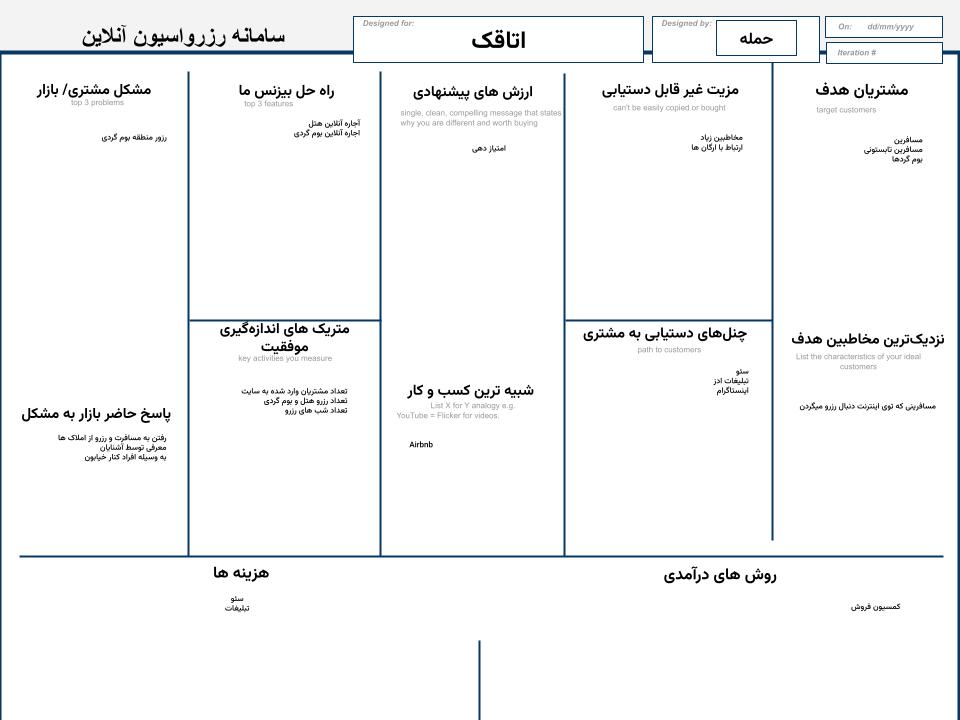 سامانه رزرواسیون آنلاین
Designed for:
اتاقک
Designed by:
حمله
On: dd/mm/yyyy
Iteration #
مشکل مشتری/ بازار
top 3 problems
رزور منطقه بوم گردی
پاسخ حاضر بازار به مشکل
رفتن به مسافرت و رزرو از املاک ها
معرفی توسط آشنایان
به وسیله افراد کنار خیابون
راه حل بیزنس ما
top 3 features
آجاره آنلاین هتل
اجاره آنلاین بوم گردی
متریک های اندازه‌گیری
موفقیت
key activities you measure
تعداد مشتریان وارد شده به سایت
تعداد رزرو هتل و بوم گردی
تعداد شب های رزرو
ارزش های پیشنهادی
single, clean, compelling message that states
why you are different and worth buying
امتیاز دهی
شبیه ترین کسب و کار
List X for Y analogy e.g.
YouTube = Flicker for videos.
Airbnb
مزیت غیر قابل دستیابی
can't be easily copied or bought
مخاطبین زیاد
ارتباط با ارگان ها
چنل‌های دستیابی به مشتری
path to customers
سئو
تبلیغات ادز
اینستاگرام
مشتریان هدف
target customers
مسافرین
مسافرین تابستونی
بوم گردها
نزدیک‌ترین مخاطبین هدف
List the characteristics of your ideal
customers
مسافرینی که توی اینترنت دنبال رزرو میگردن
هزینه ها
سئو
تبلیغات
روش های درآمدی
کمسیون فروش